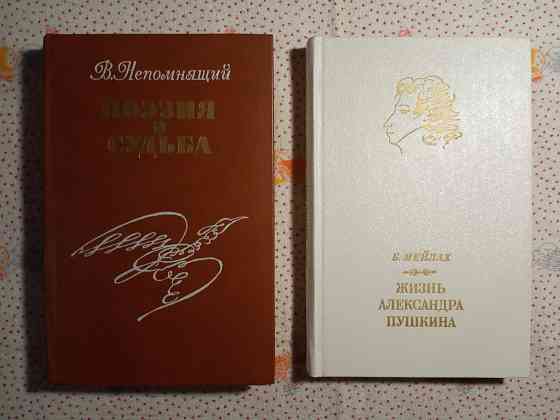 В. Непомнящий
ПОЭЗИЯ
И
СУДЬБА
Б. МЕЙЛАХ
ЖИЗНЬ
АЛЕКСАНДРА
ПУШКИНА